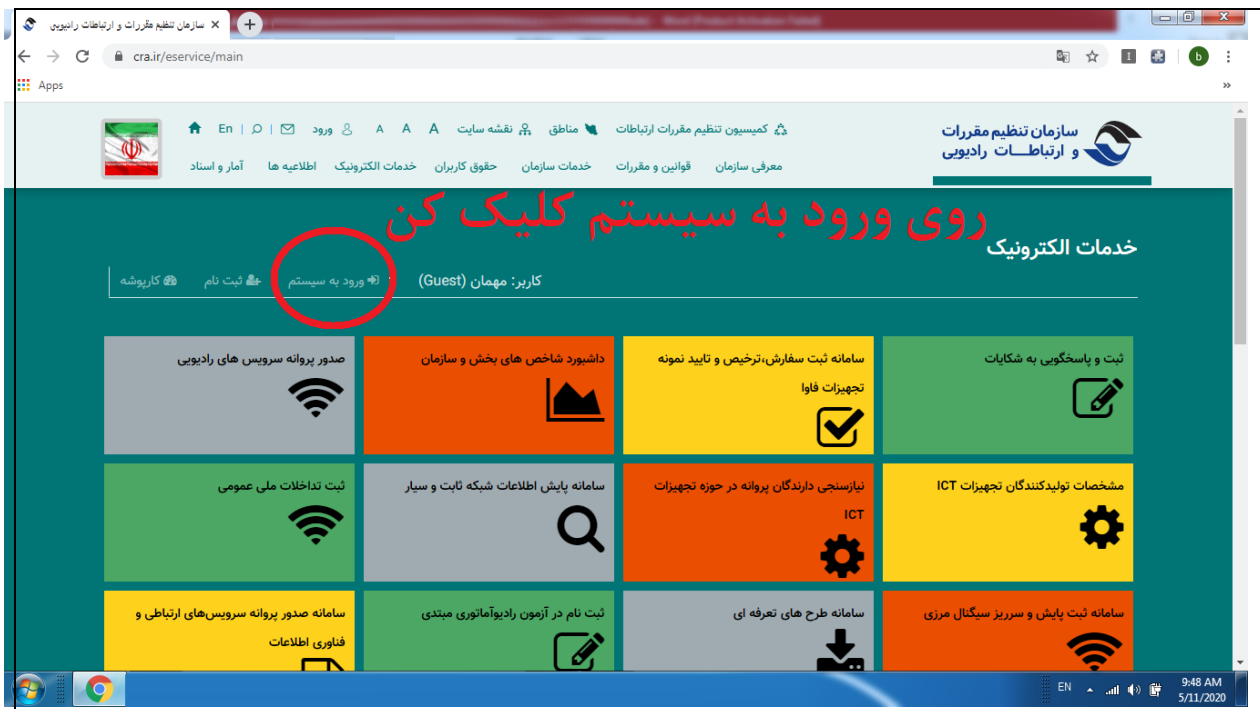 سازمان تنظیم مقررات و ارتباطات رادیویی
Word (Product Activation Failed)
cra.ir/eservice/main
I
b
Apps
»
سازمان تنظیم مقررات
و ارتباطــات رادیویی
کمیسیون تنظیم مقررات ارتباطات مناطق نقشه سایت A A A ورود | | En
معرفی سازمان قوانین و مقررات خدمات سازمان حقوق کاربران خدمات الکترونیک اطلاعیه ها آمار و اسناد
روی ورود به سیستم کلیک کن
خدمات الکترونیک
کاربر: مهمان (Guest) ورود به سیستم ثبت نام کارپوشه
ثبت و پاسخگویی به شکایات
سامانه ثبت سفارش،ترخیص و تایید نمونه
تجهیزات فاوا
داشبورد شاخص های بخش و سازمان
صدور پروانه سرویس های رادیویی
مشخصات تولیدکنندگان تجهیزات ICT
نیازسنجی دارندگان پروانه در حوزه تجهیزات
ICT
سامانه پایش اطلاعات شبکه ثابت و سیار
ثبت تداخلات ملی عمومی
سامانه ثبت پایش و سرریز سیگنال مرزی
سامانه طرح های تعرفه ای
ثبت نام در آزمون رادیوآماتوری مبتدی
سامانه صدور پروانه سرویس‌های ارتباطی و
فناوری اطلاعات
EN
9:48 AM
5/11/2020